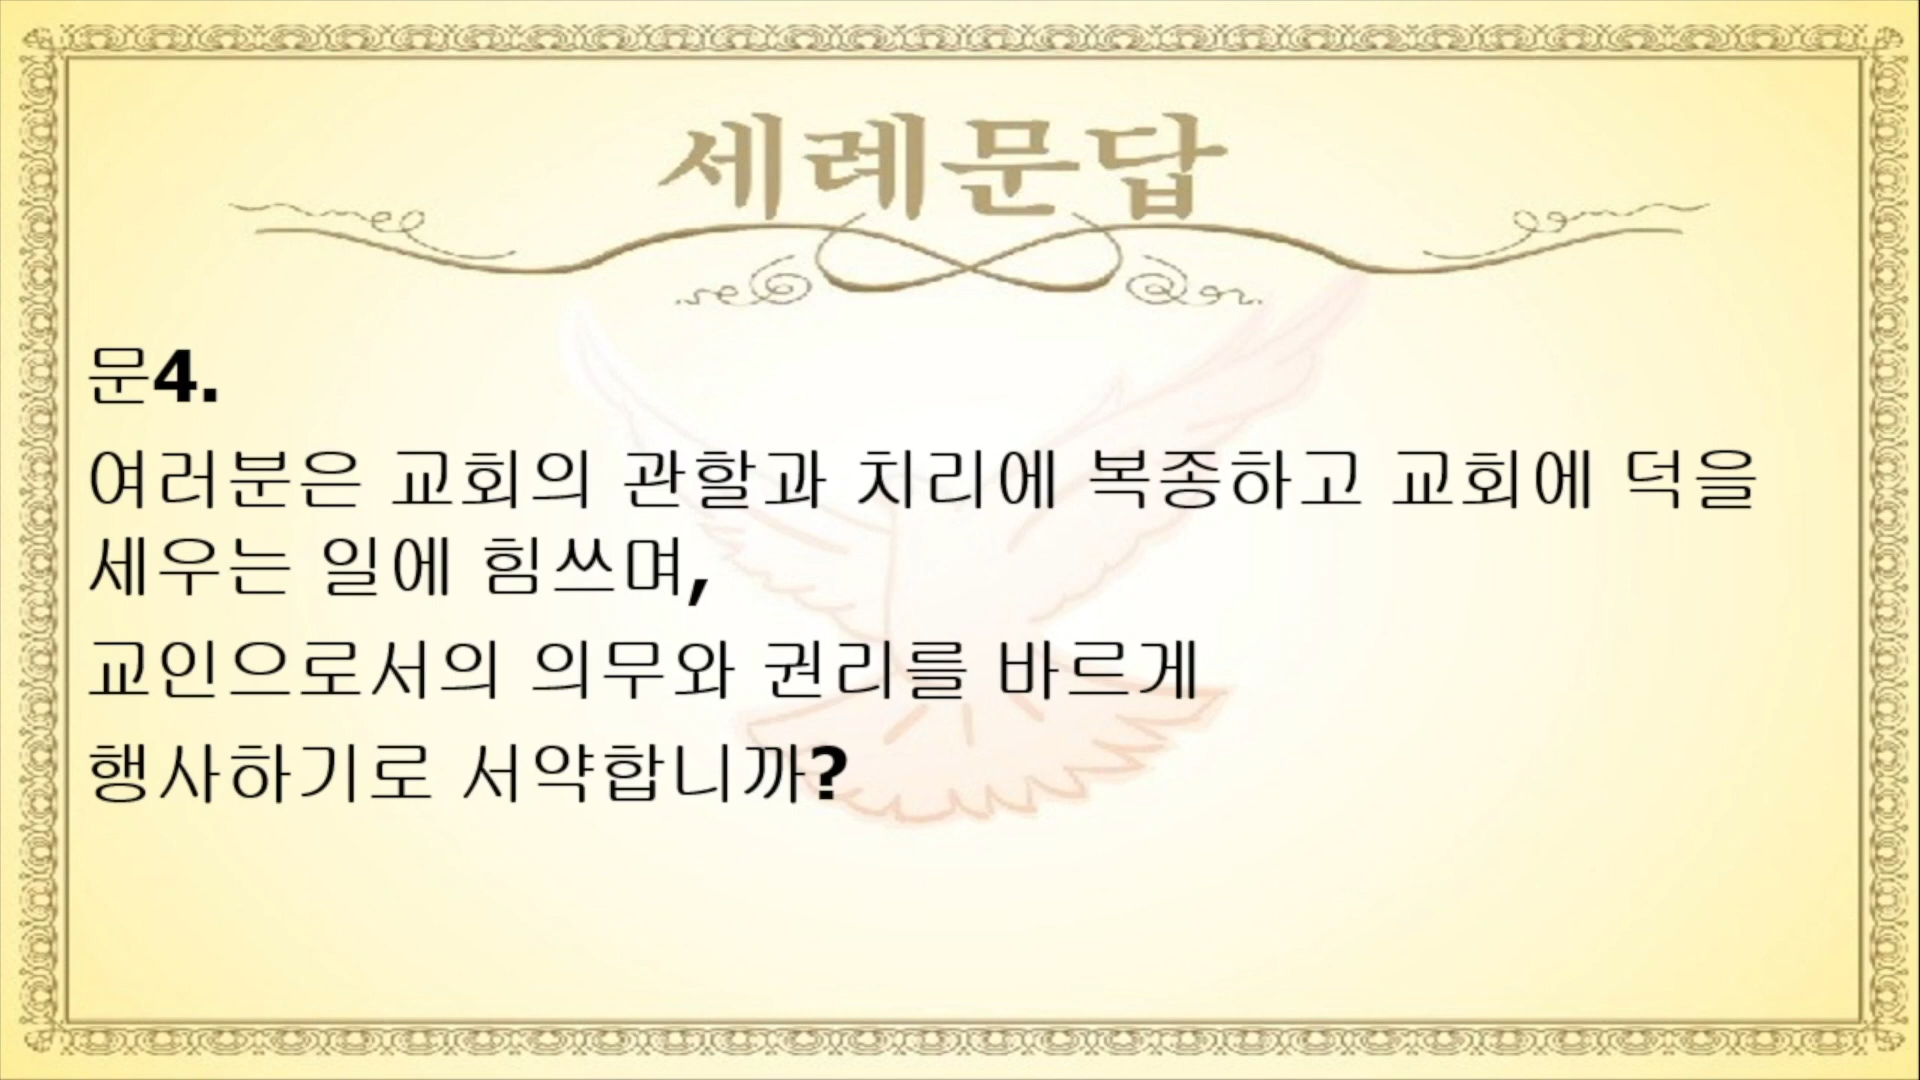 세례문답
문4.
여러분은 교회의 관할과 치리에 복종하고 교회에 덕을
세우는 일에 힘쓰며,
교인으로서의 의무와 권리를 바르게
행사하기로 서약합니까?